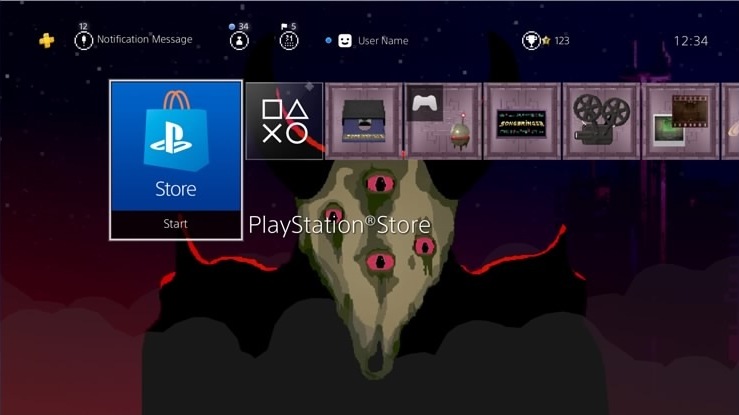 12
Notification Message
34
5
User Name
123
12:34
Store
Start
PlayStation®Store
SONGBRINGER